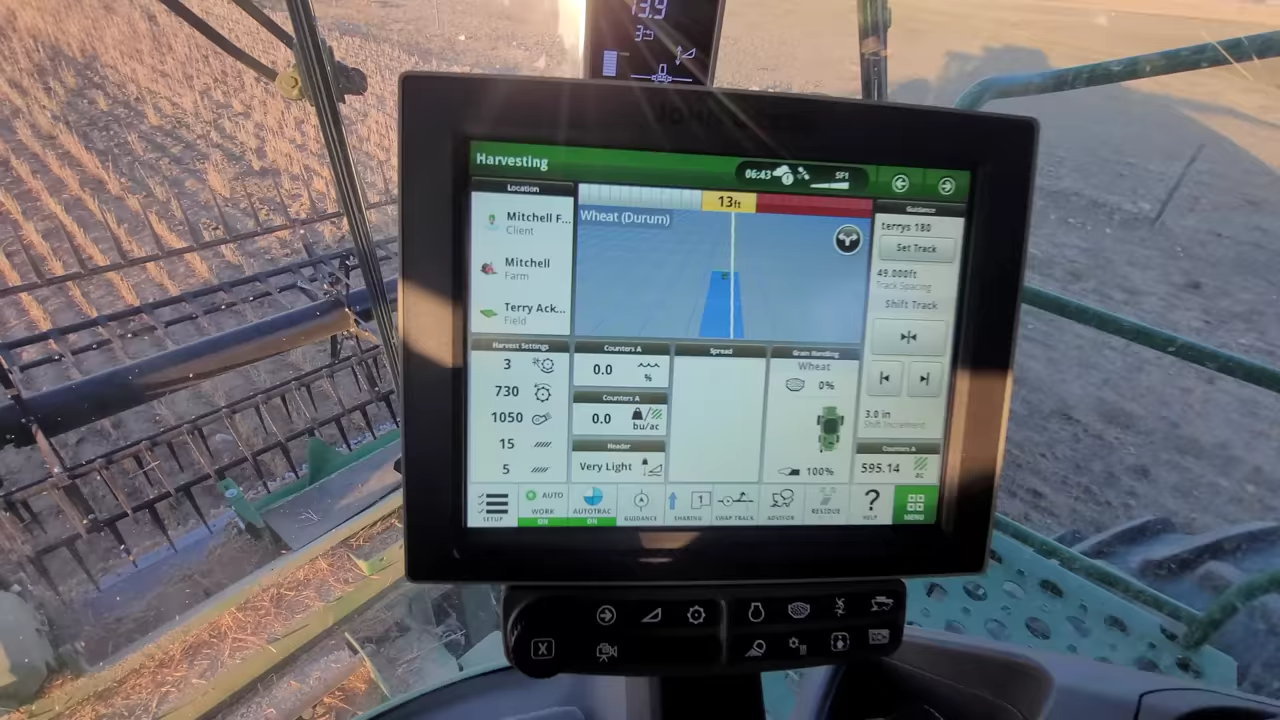 13.9
3
Harvesting
06:43
SF1
Location
Mitchell F...
Client
Mitchell
Farm
Terry Ack...
Field
13ft
Wheat (Durum)
Guidance
terrys 180
Set Track
49.000ft
Track Spacing
Shift Track
3.0 in
Shift Increment
Counters A
595.14
ac
Harvest Settings
3
730
1050
15
5
Counters A
0.0
%
Counters A
0.0
bu/ac
Header
Very Light
Spread
Grain Handling
Wheat
0%
100%
SETUP
AUTO
WORK
ON
AUTOTRAC
ON
GUIDANCE
1
SHARING
SWAP TRACK
ADVISOR
RESIDUE
?
HELP
MENU
X